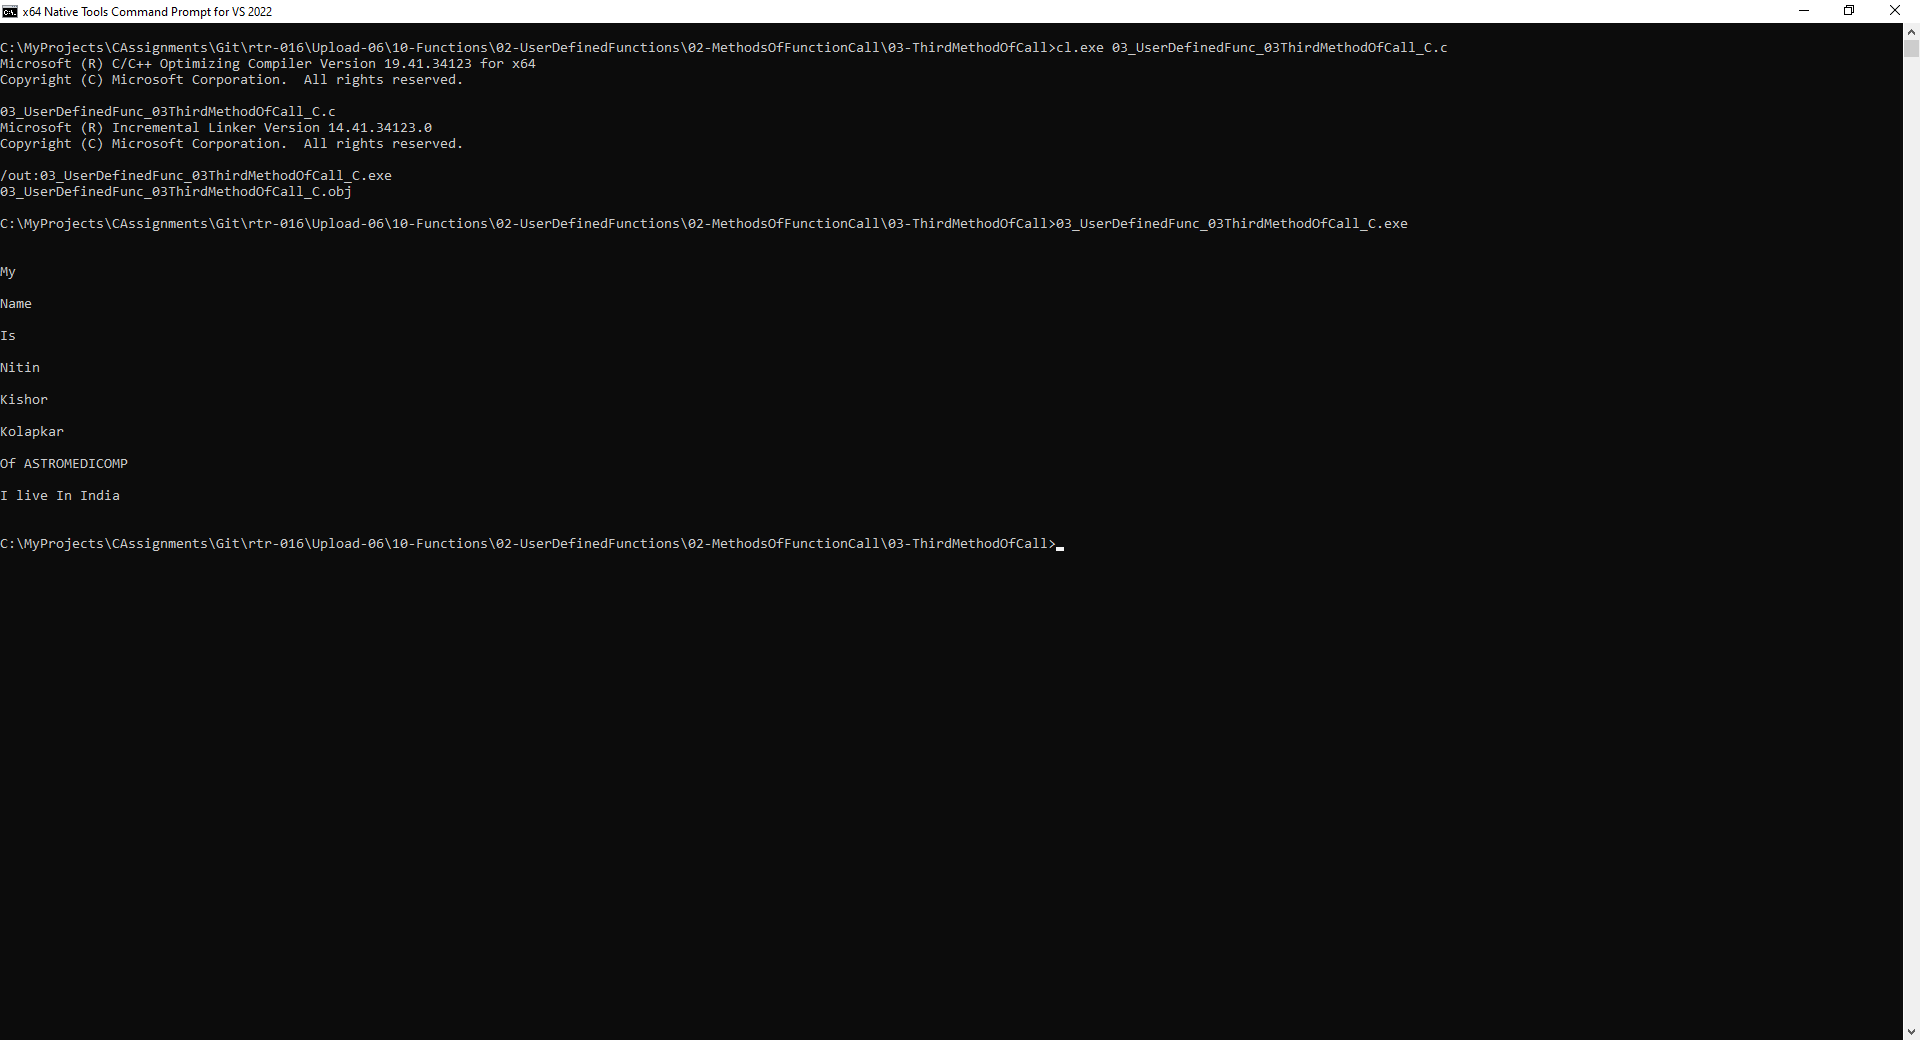 x64 Native Tools Command Prompt for VS 2022
C:\MyProjects\CAssignments\Git\rtr-016\Upload-06\10-Functions\02-UserDefinedFunctions\02-MethodsOfFunctionCall\03-ThirdMethodOfCall>cl.exe 03_UserDefinedFunc_03ThirdMethodOfCall_C.c
Microsoft (R) C/C++ Optimizing Compiler Version 19.41.34123 for x64
Copyright (C) Microsoft Corporation.  All rights reserved.
03_UserDefinedFunc_03ThirdMethodOfCall_C.c
Microsoft (R) Incremental Linker Version 14.41.34123.0
Copyright (C) Microsoft Corporation.  All rights reserved.
/out:03_UserDefinedFunc_03ThirdMethodOfCall_C.exe
03_UserDefinedFunc_03ThirdMethodOfCall_C.obj
C:\MyProjects\CAssignments\Git\rtr-016\Upload-06\10-Functions\02-UserDefinedFunctions\02-MethodsOfFunctionCall\03-ThirdMethodOfCall>03_UserDefinedFunc_03ThirdMethodOfCall_C.exe
My
Name
Is
Nitin
Kishor
Kolapkar
Of ASTROMEDICOMP
I live In India
C:\MyProjects\CAssignments\Git\rtr-016\Upload-06\10-Functions\02-UserDefinedFunctions\02-MethodsOfFunctionCall\03-ThirdMethodOfCall>